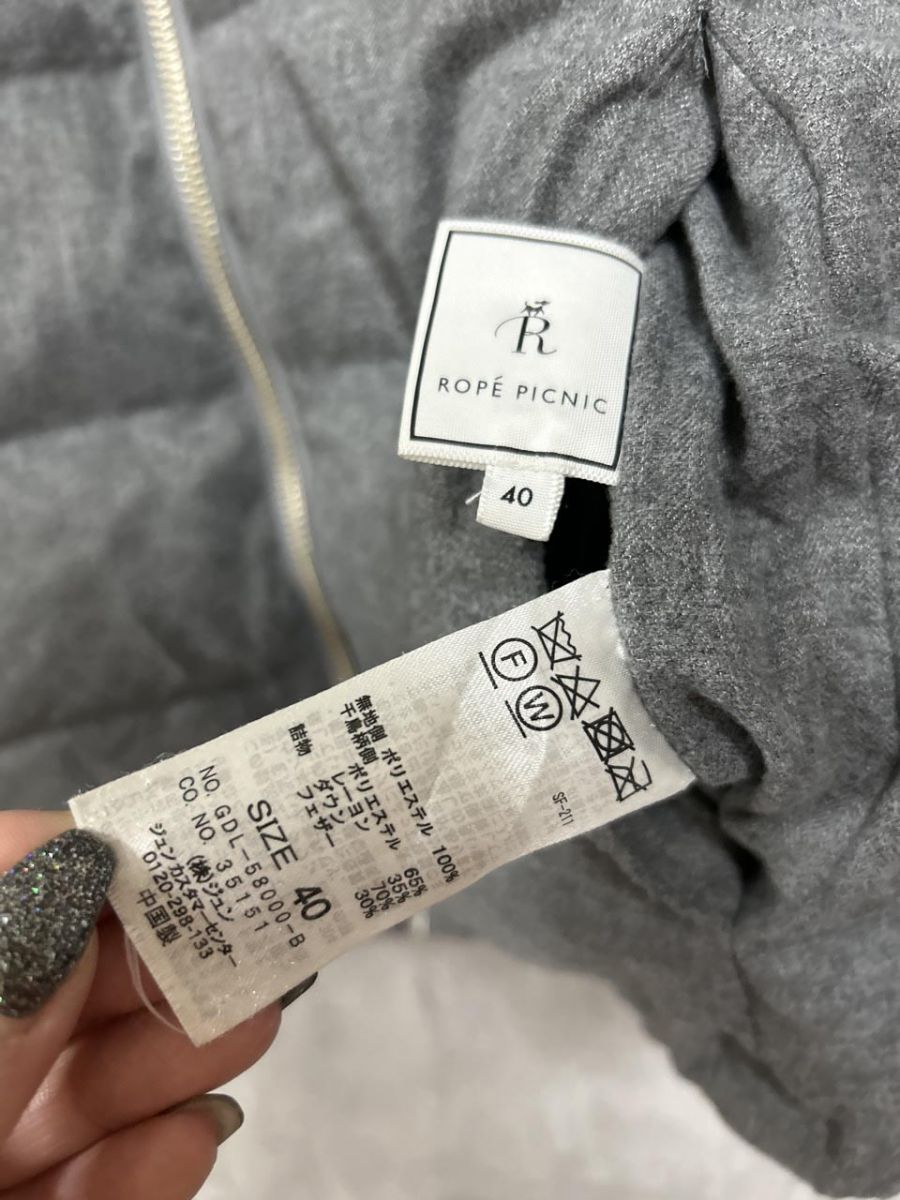 R
ROPÉ PICNIC
40
F
W
SF-211
無地側 ポリエステル 100%
千鳥柄側 ポリエステル 65%
レーヨン 35%
詰物 ダウン 70%
フェザー 30%
SIZE 40
NO. GDL-58000-B
CO. NO. 35151
(株)ジュン
ジュンカスタマーセンター
0120-298-133
中国製